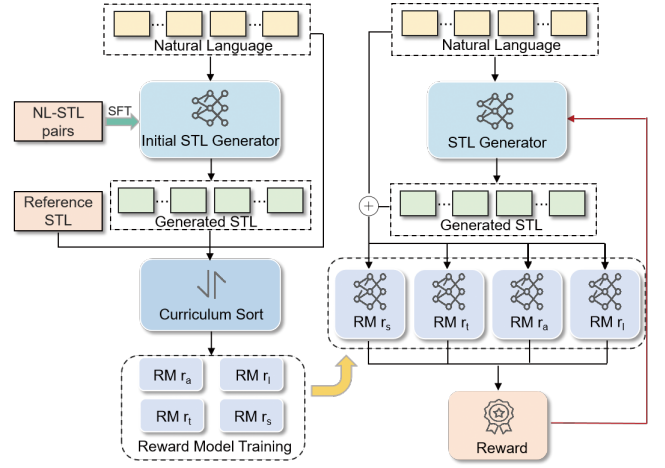 Natural Language
NL-STL
pairs
SFT
Initial STL Generator
Reference
STL
Generated STL
Curriculum Sort
RM ra
RM rl
RM rt
RM rs
Reward Model Training
Natural Language
STL Generator
Generated STL
RM rs
RM rt
RM ra
RM rl
Reward